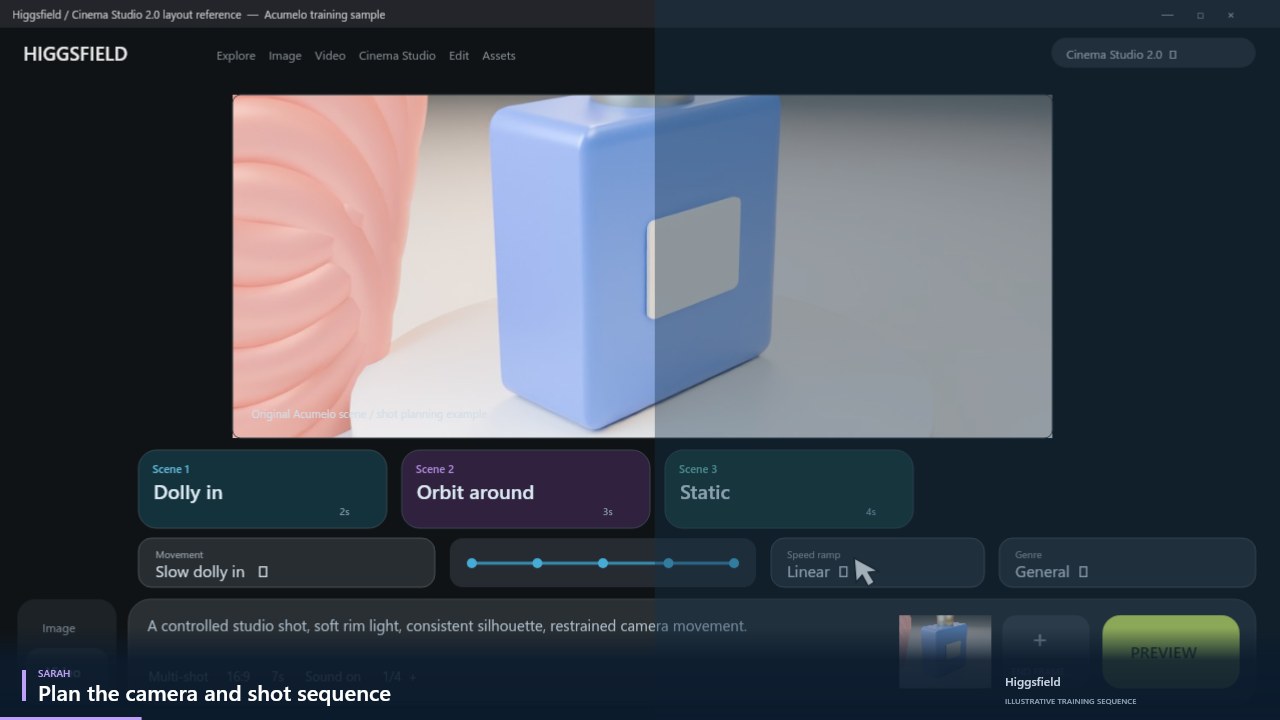 Higgsfield / Cinema Studio 2.0 layout reference — Acumelo training sample
HIGGSFIELD
Explore Image Video Cinema Studio Edit Assets
Cinema Studio 2.0
Original Acumelo scene / shot planning example
Scene 1
Dolly in
2s
Scene 2
Orbit around
3s
Scene 3
Static
4s
Movement
Slow dolly in
Speed ramp
Linear
Genre
General
Image
A controlled studio shot, soft rim light, consistent silhouette, restrained camera movement.
Multi-shot 16:9 7s Sound on 1/4 +
+
PREVIEW
SARAH
Plan the camera and shot sequence
Higgsfield
ILLUSTRATIVE TRAINING SEQUENCE